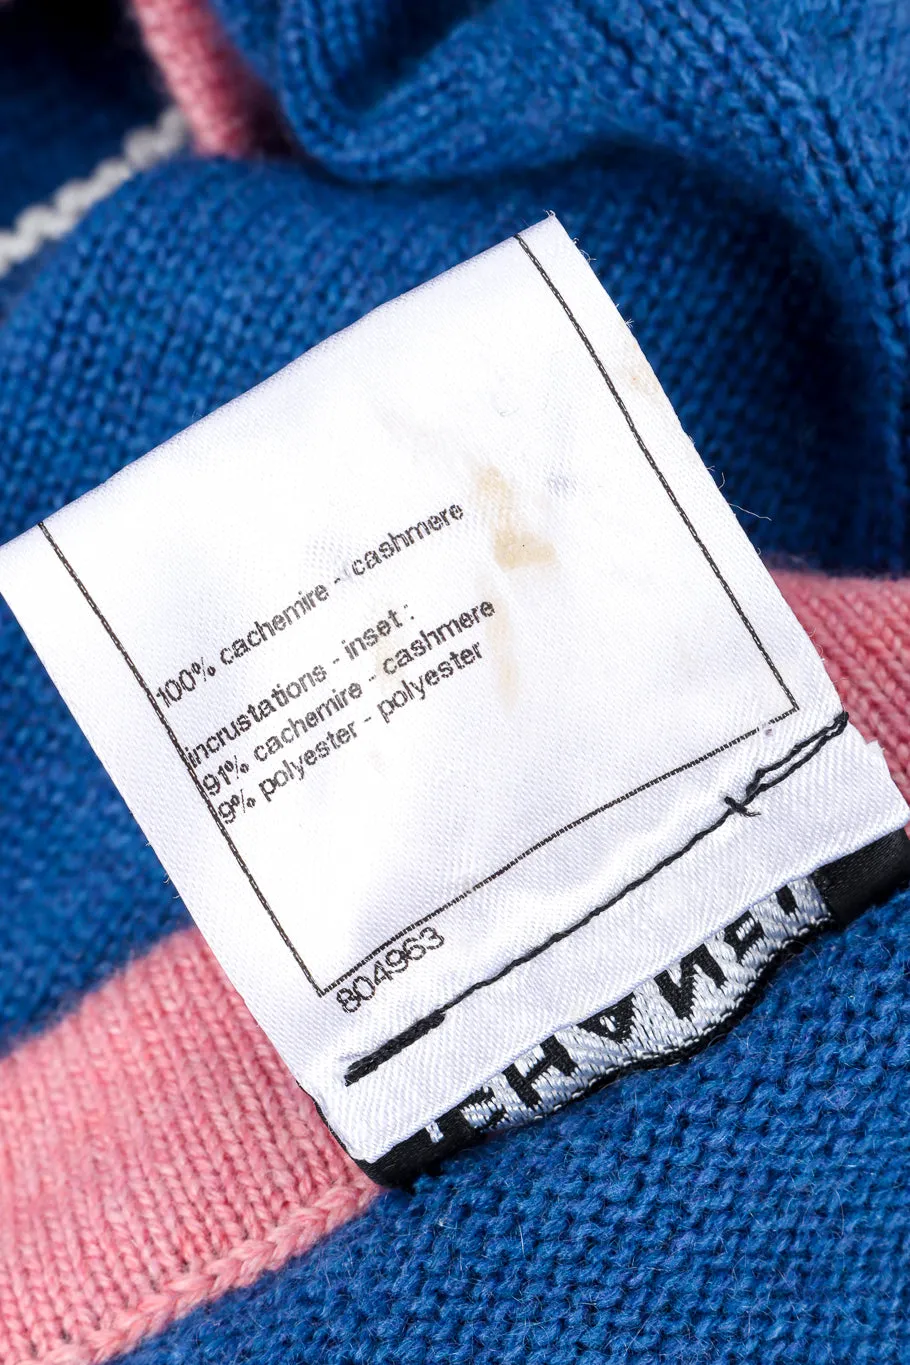 100% cachemire - cashmere
incrustations - inset :
91% cachemire - cashmere
9% polyester - polyester
804963